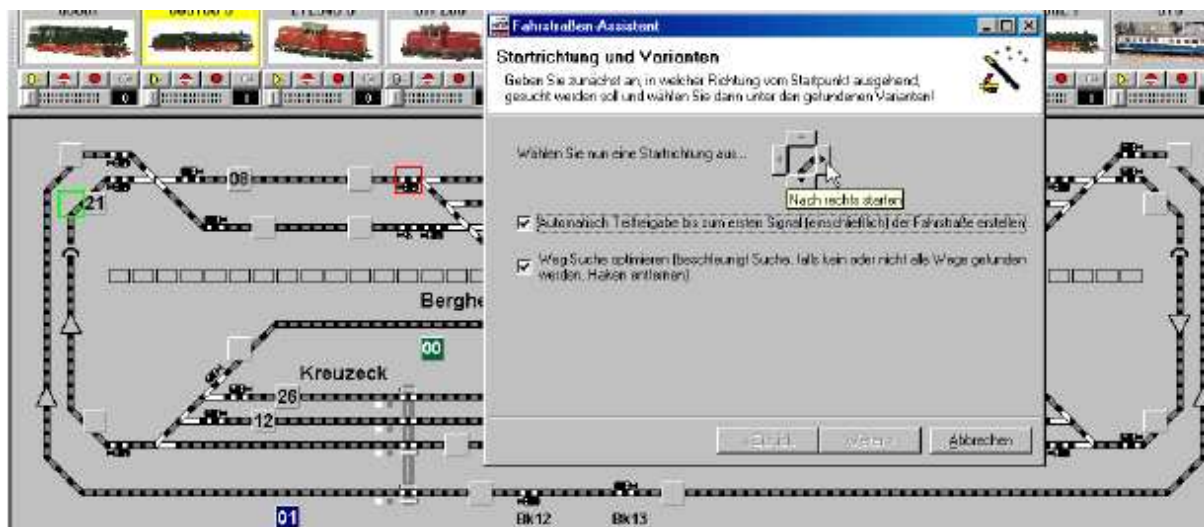 Fahrstraßen-Assistent
Startrichtung und Varianten
Geben Sie zunächst an, in welcher Richtung vom Startpunkt ausgehend,
gesucht werden soll und wählen Sie dann unter den gefundenen Varianten!
Wählen Sie nun eine Startrichtung aus...
Nach rechts starten
Automatisch Teilfreigabe bis zum ersten Signal (einschließlich) der Fahrstraße erstellen
Weg-Suche optimieren (beschleunigt Suche, falls kein oder nicht alle Wege gefunden
werden, Haken entfernen)
Abbrechen
08
21
Berghe
00
Kreuzeck
26
12
01
Bk12
Bk13